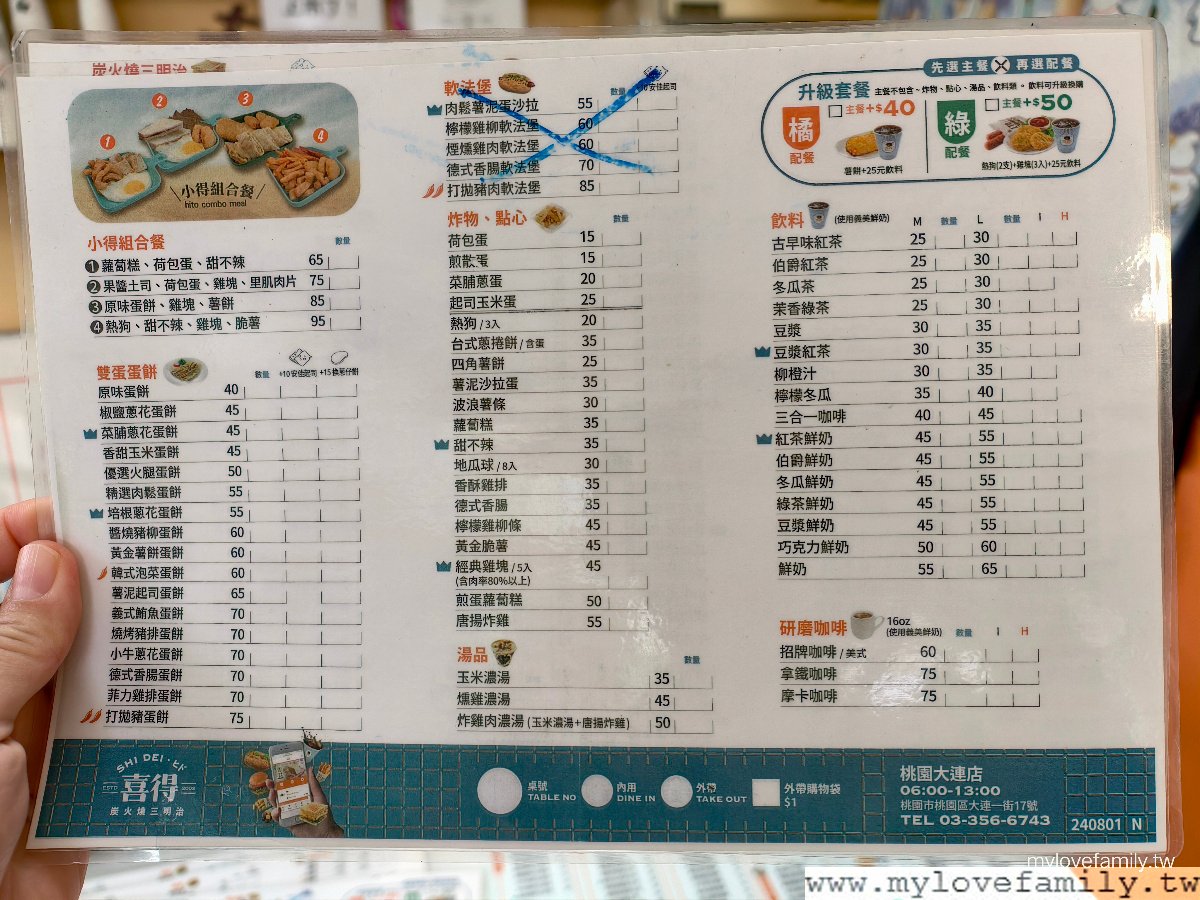 炭火燒三明治
1
2
3
4
小得組合餐
hito combo meal
小得組合餐 數量
1 蘿蔔糕、荷包蛋、甜不辣 65
2 果醬土司、荷包蛋、雞塊、里肌肉片 75
3 原味蛋餅、雞塊、薯餅 85
4 熱狗、甜不辣、雞塊、脆薯 95
雙蛋蛋餅 數量 +10安佳起司 +15換蔥仔餅
原味蛋餅 40
椒鹽蔥花蛋餅 45
菜脯蔥花蛋餅 45
香甜玉米蛋餅 45
優選火腿蛋餅 50
精選肉鬆蛋餅 55
培根蔥花蛋餅 55
醬燒豬柳蛋餅 60
黃金薯餅蛋餅 60
韓式泡菜蛋餅 60
薯泥起司蛋餅 65
義式鮪魚蛋餅 70
燒烤豬排蛋餅 70
小牛蔥花蛋餅 70
德式香腸蛋餅 70
菲力雞排蛋餅 70
打拋豬蛋餅 75
軟法堡 數量 安佳起司
肉鬆薯泥蛋沙拉 55
檸檬雞柳軟法堡 60
煙燻雞肉軟法堡 60
德式香腸軟法堡 70
打拋豬肉軟法堡 85
炸物、點心 數量
荷包蛋 15
煎散蛋 15
菜脯蔥蛋 20
起司玉米蛋 25
熱狗/3入 20
台式蔥捲餅/含蛋 35
四角薯餅 25
薯泥沙拉蛋 35
波浪薯條 30
蘿蔔糕 35
甜不辣 35
地瓜球/8入 30
香酥雞排 35
德式香腸 35
檸檬雞柳條 45
黃金脆薯 45
經典雞塊/5入 45
(含肉率80%以上)
煎蛋蘿蔔糕 50
唐揚炸雞 55
湯品 數量
玉米濃湯 35
燻雞濃湯 45
炸雞肉濃湯(玉米濃湯+唐揚炸雞) 50
先選主餐 X 再選配餐
升級套餐 主餐不包含、炸物、點心、湯品、飲料類。飲料可升級換購
橘 配餐 主餐+$40
薯餅+25元飲料
綠 配餐 主餐+$50
熱狗(2支)+雞塊(3入)+25元飲料
飲料 (使用義美鮮奶) M 數量 L 數量 I H
古早味紅茶 25 30
伯爵紅茶 25 30
冬瓜茶 25 30
茉香綠茶 25 30
豆漿 30 35
豆漿紅茶 30 35
柳橙汁 30 35
檸檬冬瓜 35 40
三合一咖啡 40 45
紅茶鮮奶 45 55
伯爵鮮奶 45 55
冬瓜鮮奶 45 55
綠茶鮮奶 45 55
豆漿鮮奶 45 55
巧克力鮮奶 50 60
鮮奶 55 65
研磨咖啡 16oz (使用義美鮮奶) 數量 I H
招牌咖啡/美式 60
拿鐵咖啡 75
摩卡咖啡 75
SHI DEI・ヒド
ESTD 喜得
炭火燒三明治
桌號 TABLE NO
內用 DINE IN
外帶 TAKE OUT
外帶購物袋 $1
桃園大連店
06:00-13:00
桃園市桃園區大連一街17號
TEL 03-356-6743
240801 N
mylovefamily.tw
www.mylovefamily.tw